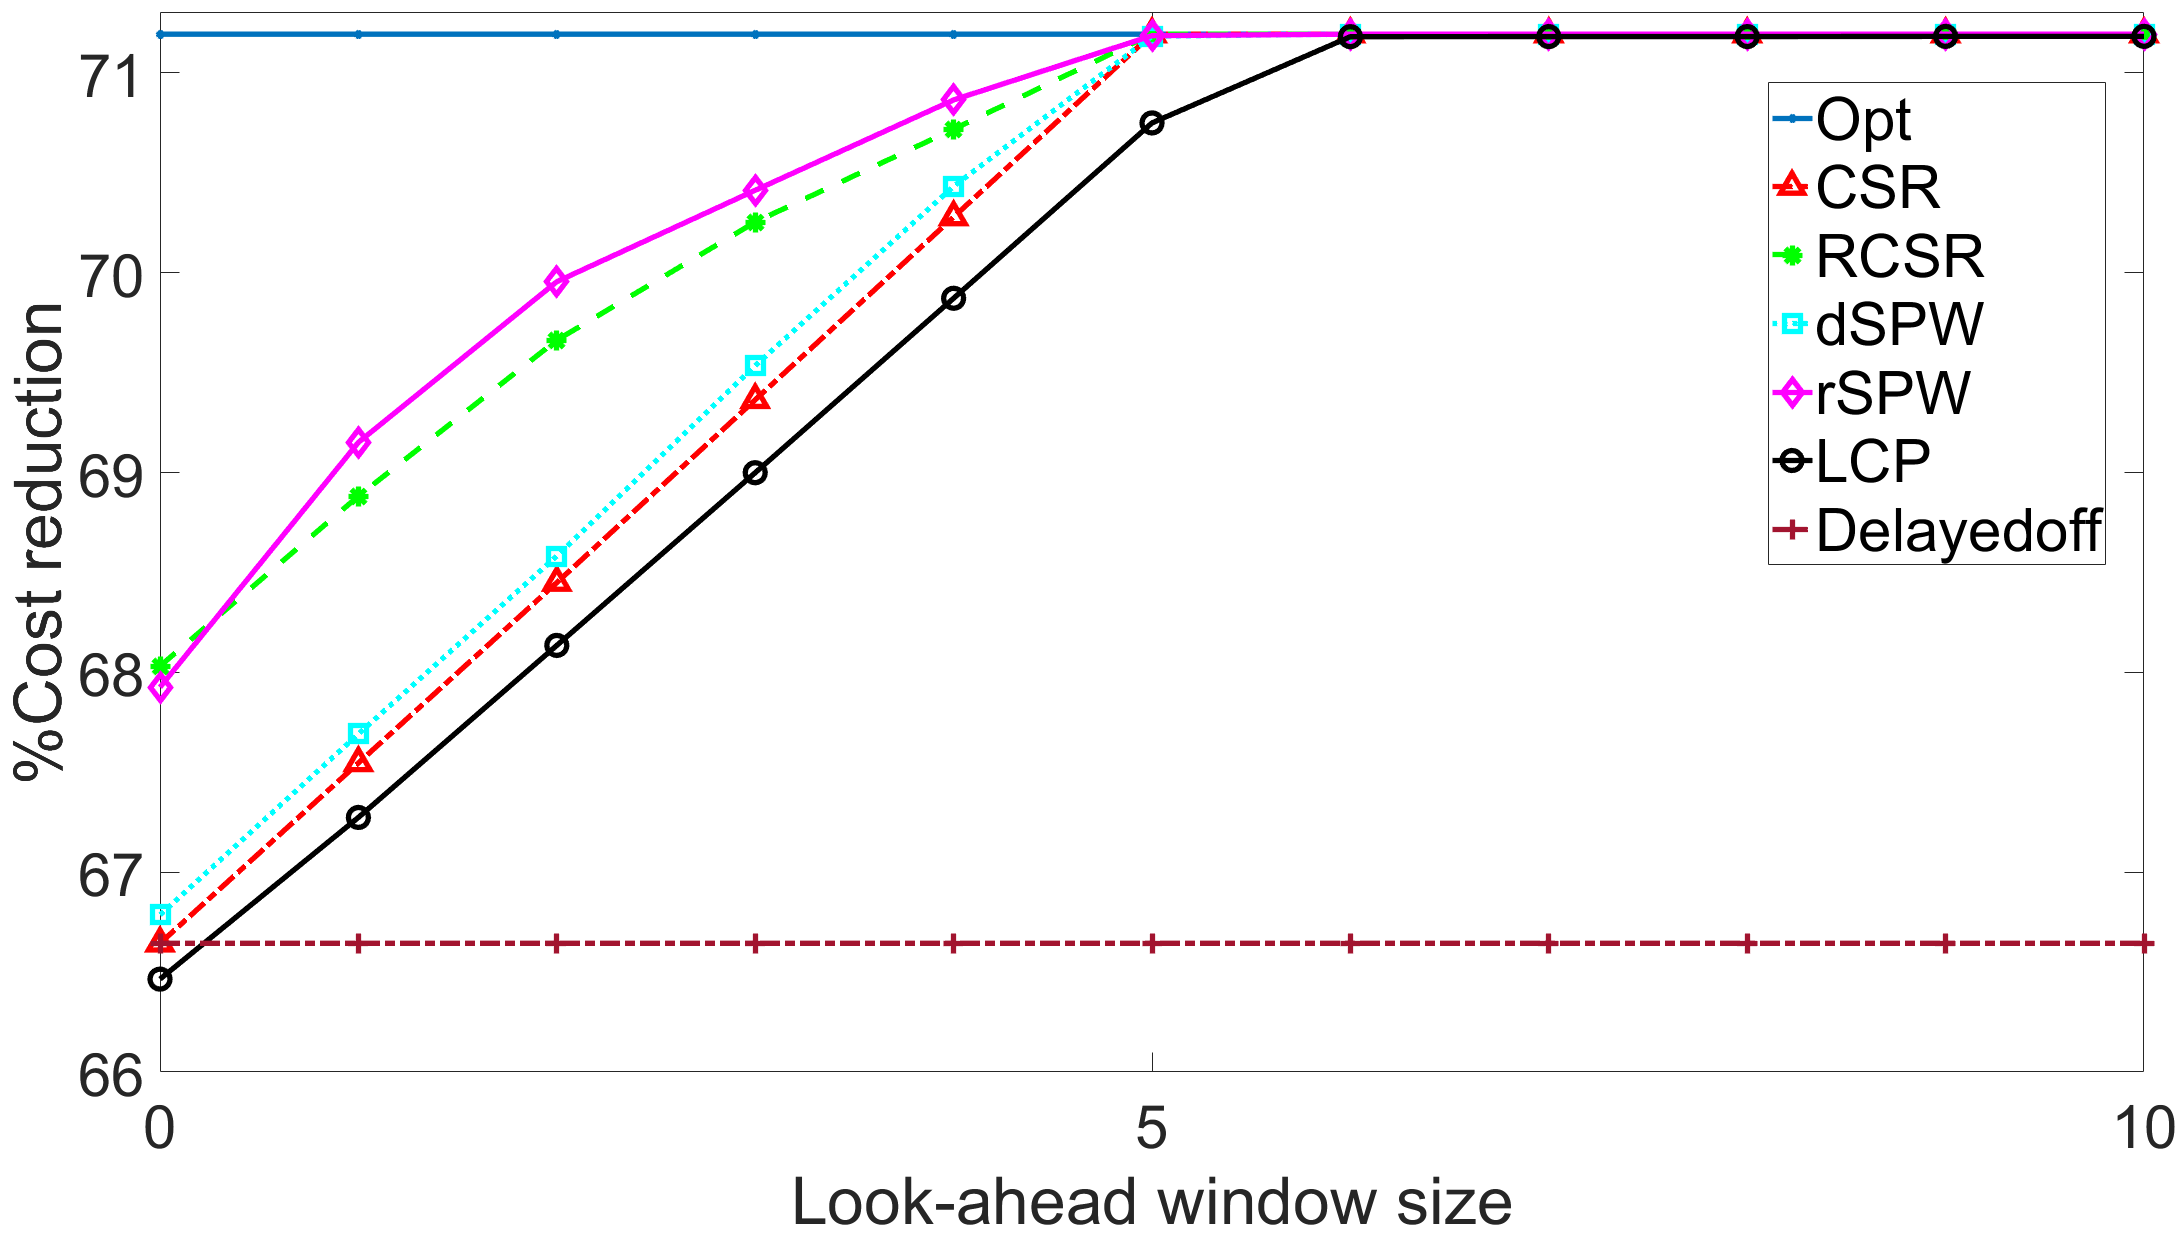 %Cost reduction
71
70
69
68
67
66
0
5
10
Look-ahead window size
Opt
CSR
RCSR
dSPW
rSPW
LCP
Delayedoff